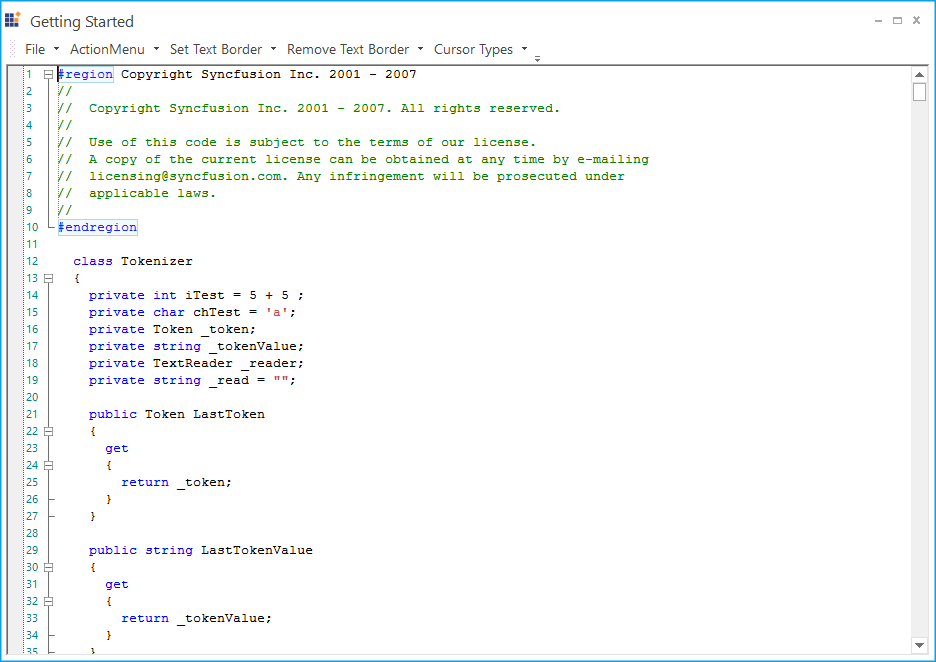 Getting Started
File ActionMenu Set Text Border Remove Text Border Cursor Types
1 #region Copyright Syncfusion Inc. 2001 - 2007
2 //
3 //  Copyright Syncfusion Inc. 2001 - 2007. All rights reserved.
4 //
5 //  Use of this code is subject to the terms of our license.
6 //  A copy of the current license can be obtained at any time by e-mailing
7 //  licensing@syncfusion.com. Any infringement will be prosecuted under
8 //  applicable laws.
9 //
10 #endregion
11
12   class Tokenizer
13   {
14     private int iTest = 5 + 5 ;
15     private char chTest = 'a';
16     private Token _token;
17     private string _tokenValue;
18     private TextReader _reader;
19     private string _read = "";
20
21     public Token LastToken
22     {
23       get
24       {
25         return _token;
26       }
27     }
28
29     public string LastTokenValue
30     {
31       get
32       {
33         return _tokenValue;
34       }
35     }